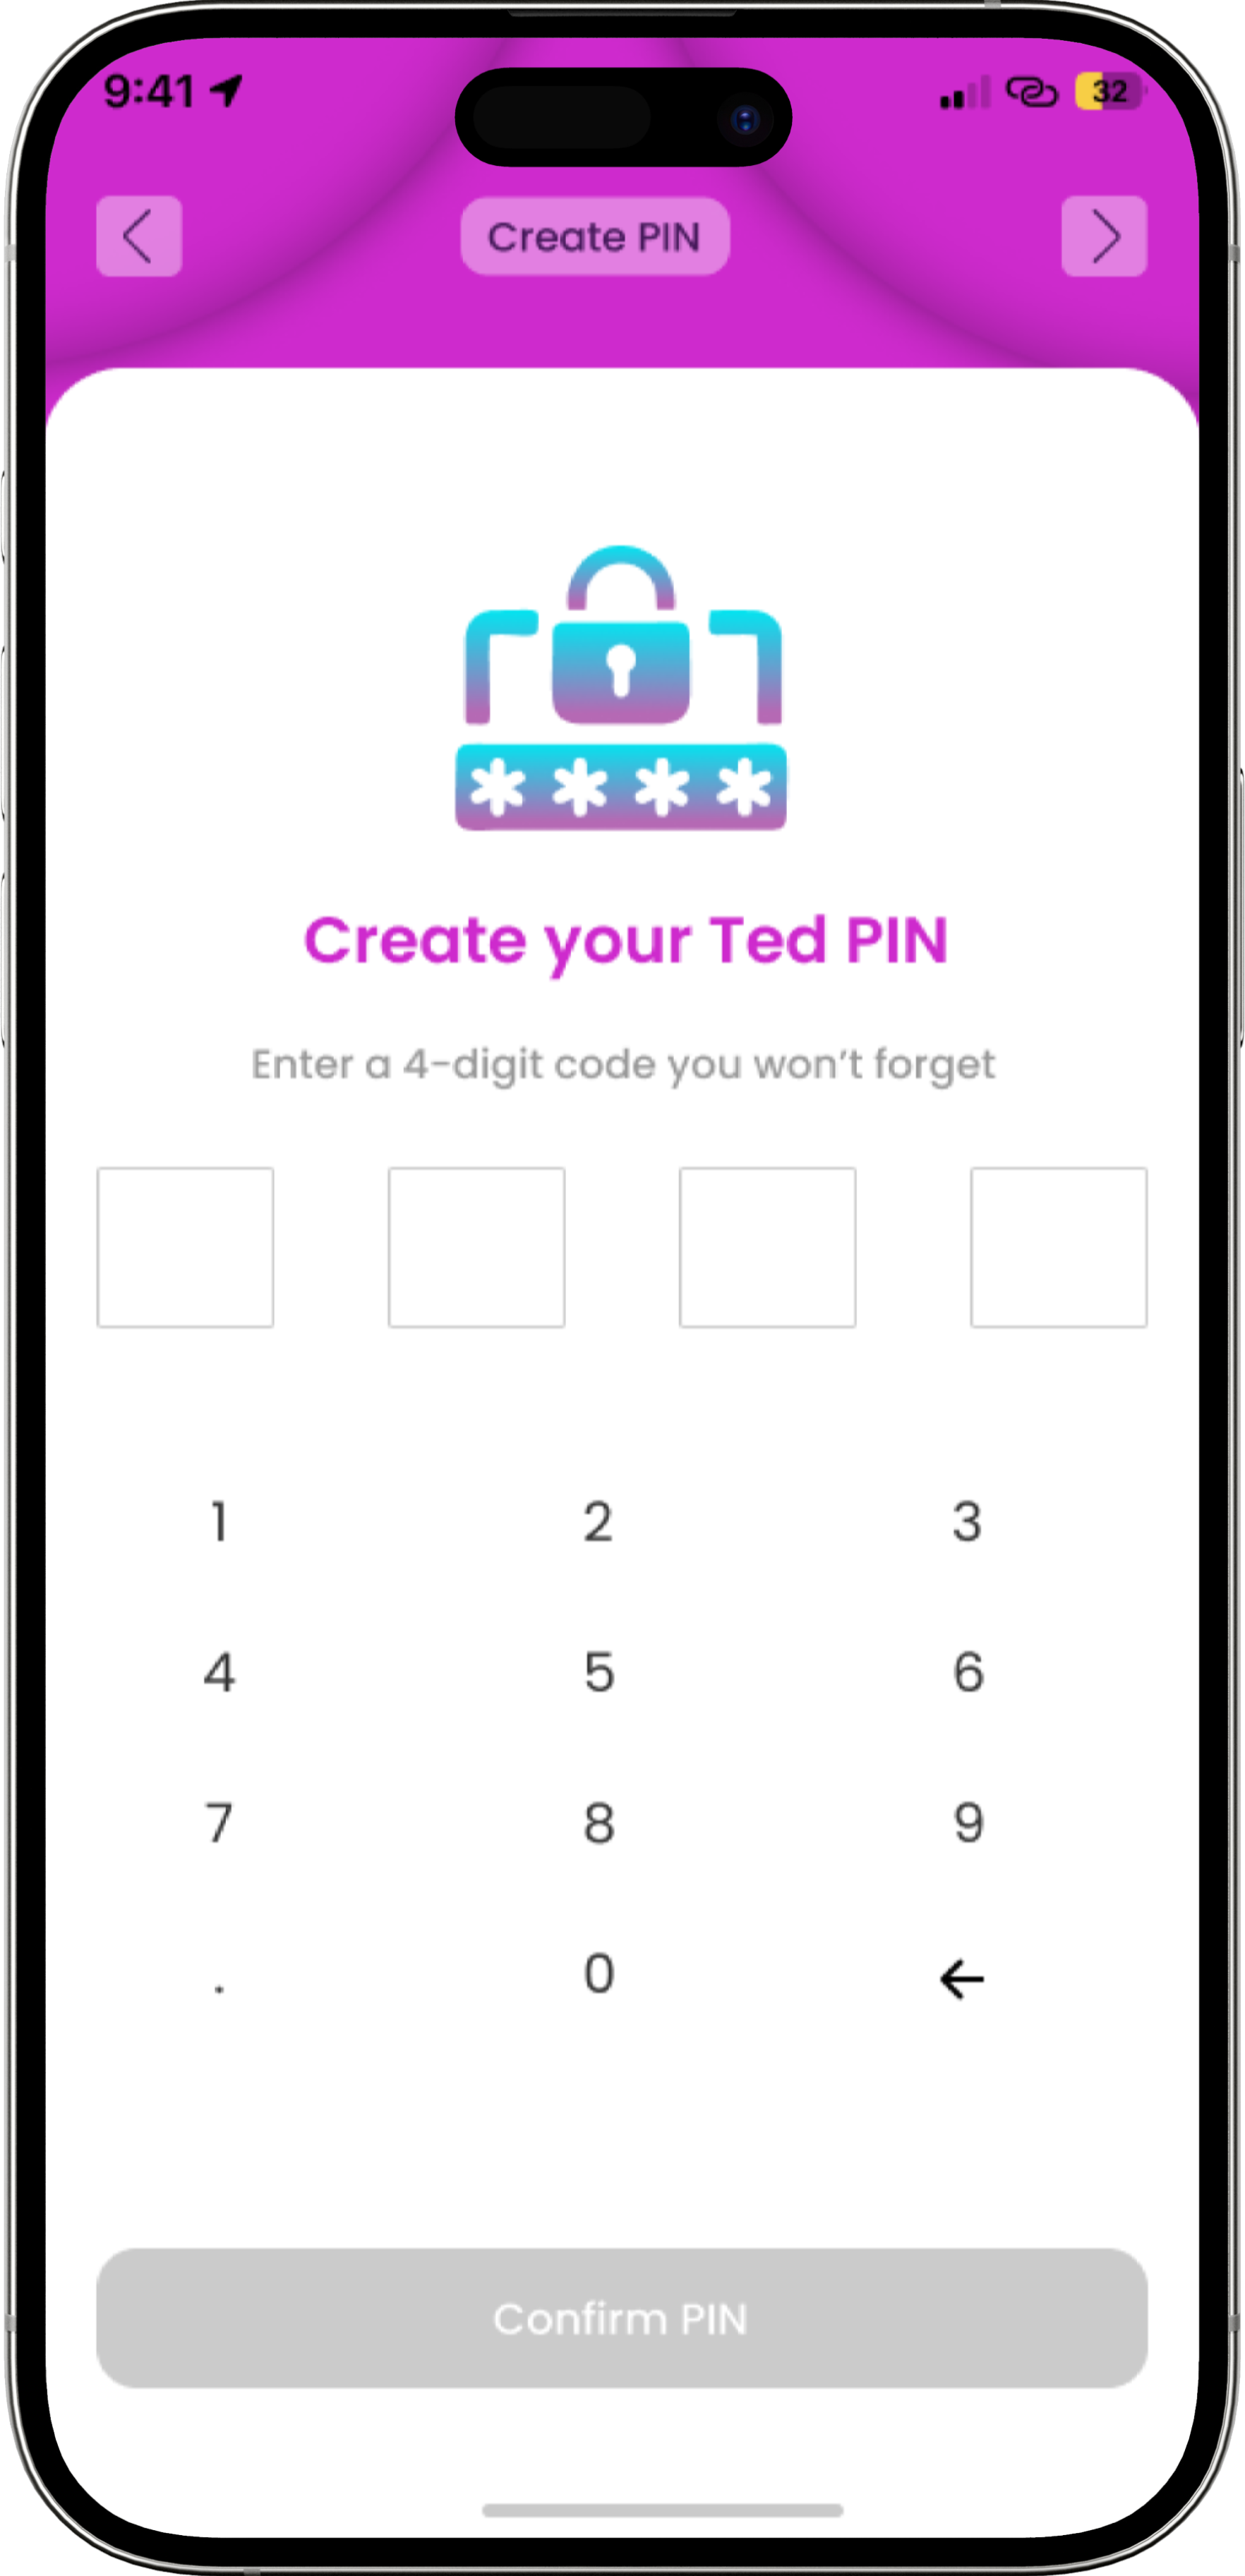 9:41 32
Create PIN
* * * *
Create your Ted PIN
Enter a 4-digit code you won’t forget
1 2 3
4 5 6
7 8 9
. 0 ←
Confirm PIN